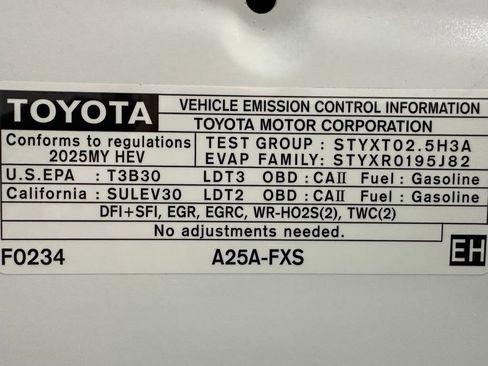 TOYOTA VEHICLE EMISSION CONTROL INFORMATION
TOYOTA MOTOR CORPORATION
Conforms to regulations TEST GROUP : STYXT02.5H3A
2025MY HEV EVAP FAMILY: STYXR0195J82
U.S.EPA : T3B30 LDT3 OBD : CAII Fuel : Gasoline
California : SULEV30 LDT2 OBD : CAII Fuel : Gasoline
DFI+SFI, EGR, EGRC, WR-HO2S(2), TWC(2)
No adjustments needed.
F0234 A25A-FXS EH